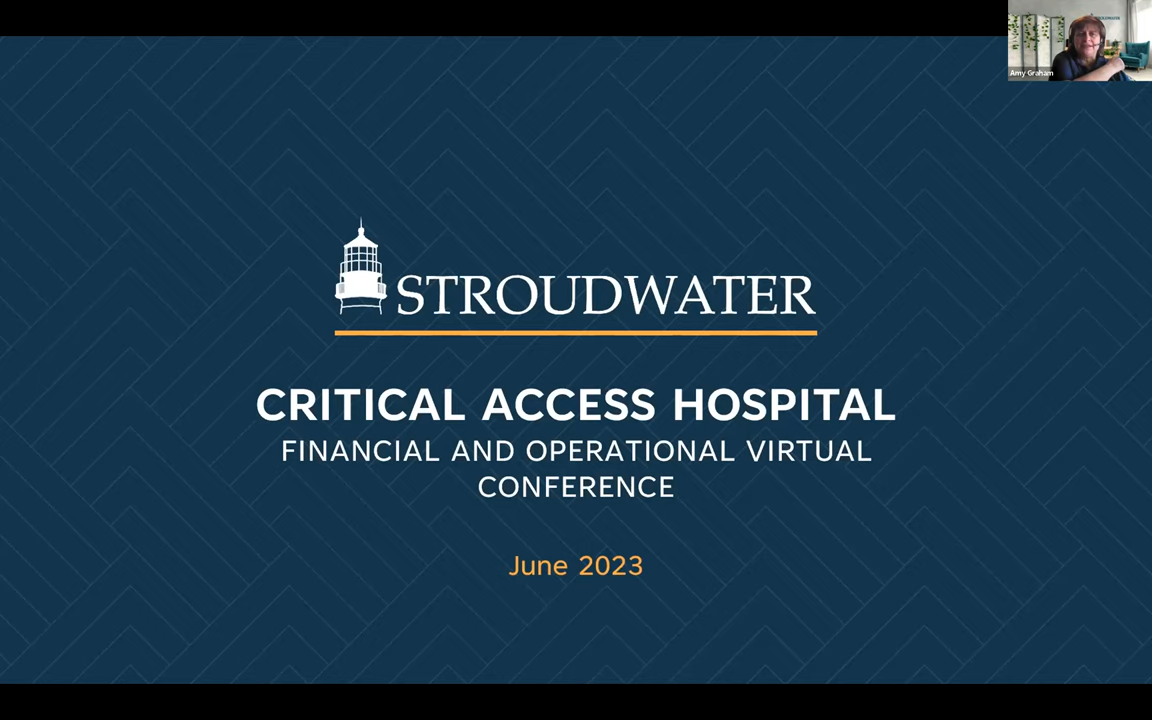 Amy Graham
STROUDWATER
CRITICAL ACCESS HOSPITAL
FINANCIAL AND OPERATIONAL VIRTUAL
CONFERENCE
June 2023